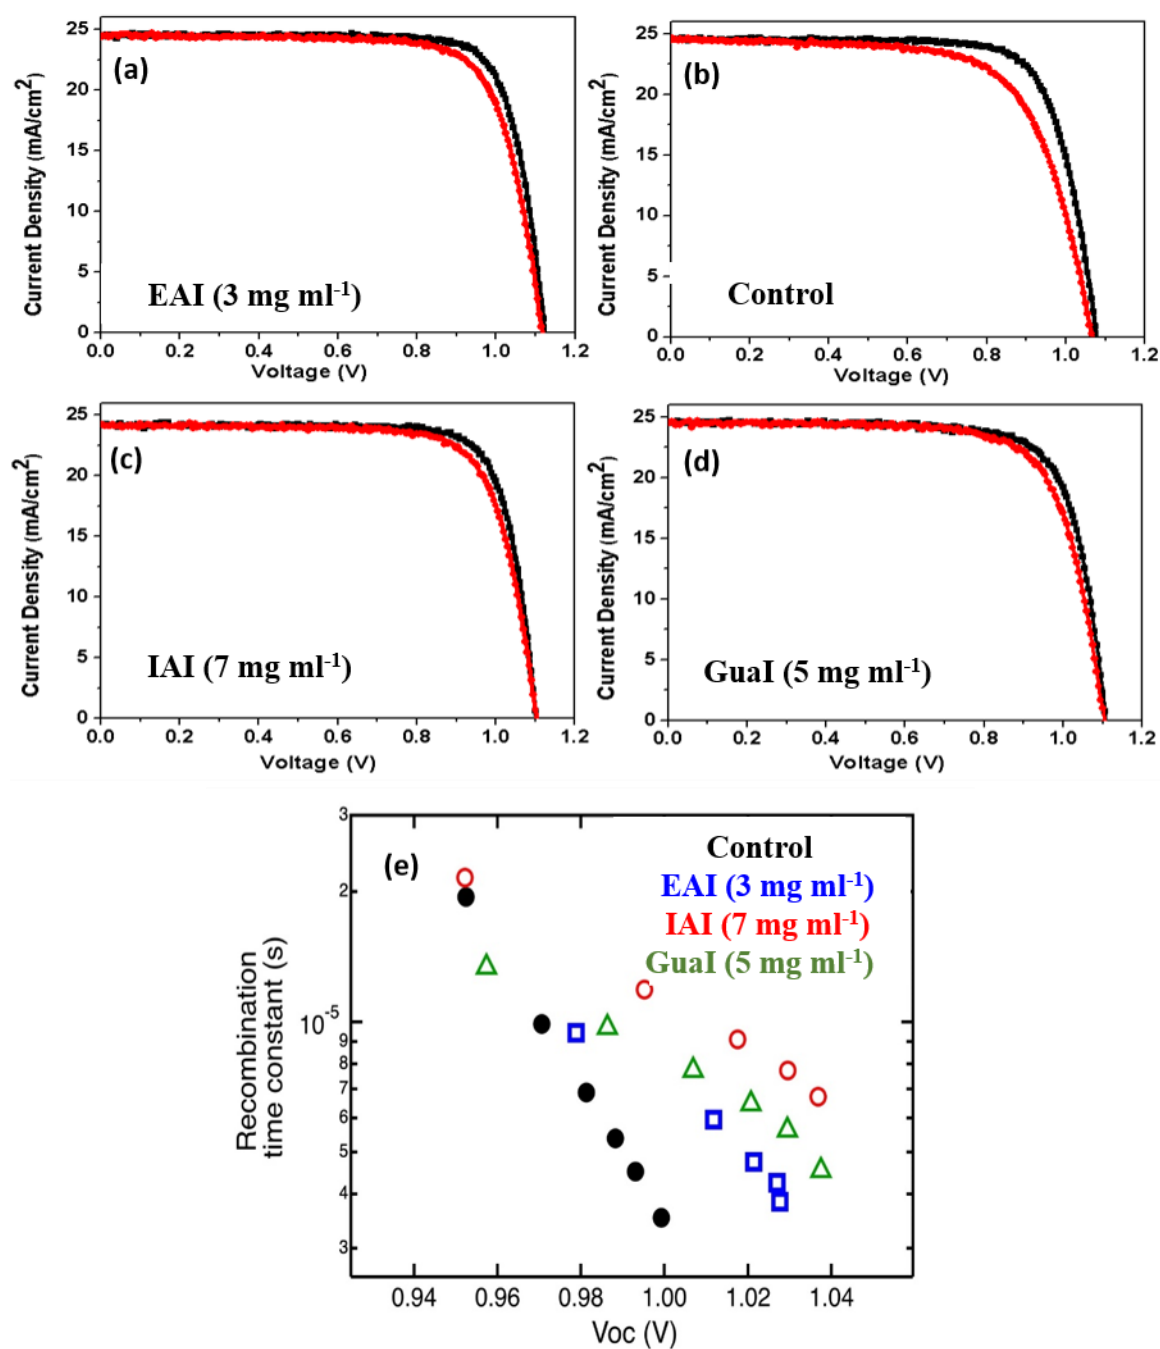 25
20
15
10
5
0
Current Density (mA/cm²)
(a)
EAI (3 mg ml⁻¹)
0.0 0.2 0.4 0.6 0.8 1.0 1.2
Voltage (V)
25
20
15
10
5
0
Current Density (mA/cm²)
(b)
Control
0.0 0.2 0.4 0.6 0.8 1.0 1.2
Voltage (V)
25
20
15
10
5
0
Current Density (mA/cm²)
(c)
IAI (7 mg ml⁻¹)
0.0 0.2 0.4 0.6 0.8 1.0 1.2
Voltage (V)
25
20
15
10
5
0
Current Density (mA/cm²)
(d)
GuaI (5 mg ml⁻¹)
0.0 0.2 0.4 0.6 0.8 1.0 1.2
Voltage (V)
Recombination
time constant (s)
3
2
10⁻⁵
9
8
7
6
5
4
3
(e)
Control
EAI (3 mg ml⁻¹)
IAI (7 mg ml⁻¹)
GuaI (5 mg ml⁻¹)
0.94 0.96 0.98 1.00 1.02 1.04
Voc (V)